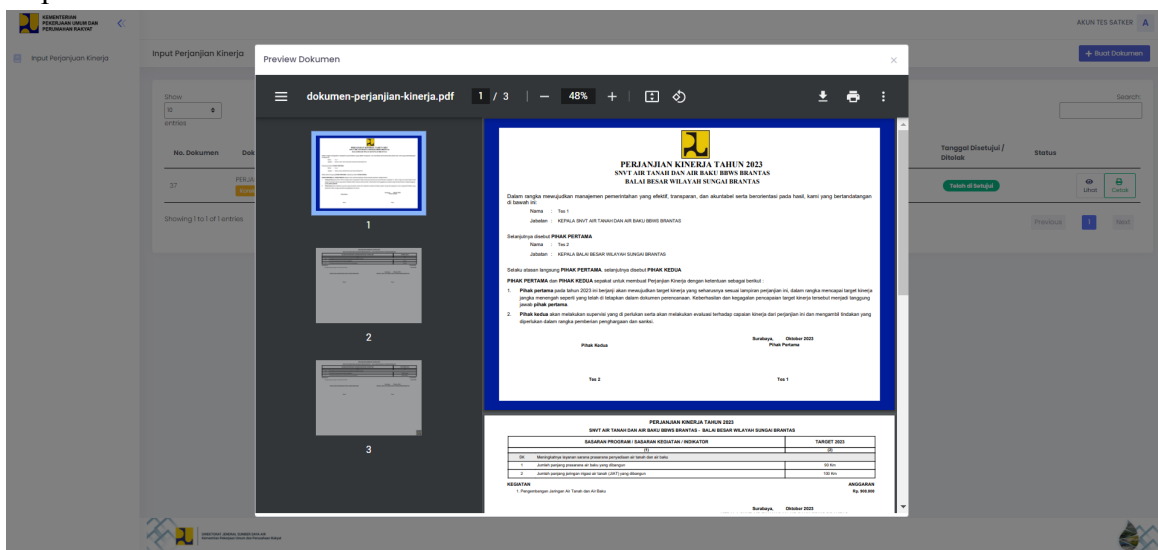 KEMENTERIAN
PEKERJAAN UMUM DAN
PERUMAHAN RAKYAT
AKUN TES SATKER A
Input Perjanjian Kinerja
Input Perjanjian Kinerja
+ Buat Dokumen
Preview Dokumen
×
dokumen-perjanjian-kinerja.pdf 1 / 3 | − 48% +
Show
10
entries
Search:
No. Dokumen Dok
Tanggal Disetujui / Ditolak
Status
37
PERJA
Telah di Setujui
Lihat
Cetak
Showing 1 to 1 of 1 entries
Previous 1 Next
1
2
3
PERJANJIAN KINERJA TAHUN 2023
SNVT AIR TANAH DAN AIR BAKU BBWS BRANTAS
BALAI BESAR WILAYAH SUNGAI BRANTAS
Dalam rangka mewujudkan manajemen pemerintahan yang efektif, transparan, dan akuntabel serta berorientasi pada hasil, kami yang bertandatangan
di bawah ini:
Nama : Tes 1
Jabatan : KEPALA SNVT AIR TANAH DAN AIR BAKU BBWS BRANTAS
Selanjutnya disebut PIHAK PERTAMA
Nama : Tes 2
Jabatan : KEPALA BALAI BESAR WILAYAH SUNGAI BRANTAS
Selaku atasan langsung PIHAK PERTAMA, selanjutnya disebut PIHAK KEDUA
PIHAK PERTAMA dan PIHAK KEDUA sepakat untuk membuat Perjanjian Kinerja dengan ketentuan sebagai berikut :
1. Pihak pertama pada tahun 2023 ini berjanji akan mewujudkan target kinerja yang seharusnya sesuai lampiran perjanjian ini, dalam rangka mencapai target kinerja
jangka menengah seperti yang telah di tetapkan dalam dokumen perencanaan. Keberhasilan dan kegagalan pencapaian target kinerja tersebut menjadi tanggung
jawab pihak pertama.
2. Pihak kedua akan melakukan supervisi yang di perlukan serta akan melakukan evaluasi terhadap capaian kinerja dari perjanjian ini dan mengambil tindakan yang
diperlukan dalam rangka pemberian penghargaan dan sanksi.
Surabaya, Oktober 2023
Pihak Kedua Pihak Pertama
Tes 2 Tes 1
PERJANJIAN KINERJA TAHUN 2023
SNVT AIR TANAH DAN AIR BAKU BBWS BRANTAS - BALAI BESAR WILAYAH SUNGAI BRANTAS
SASARAN PROGRAM / SASARAN KEGIATAN / INDIKATOR TARGET 2023
(1) (2)
SK Meningkatnya layanan sarana prasarana penyediaan air tanah dan air baku
1 Jumlah panjang prasarana air baku yang dibangun 50 Km
2 Jumlah panjang jaringan irigasi air tanah (JIAT) yang dibangun 100 Km
KEGIATAN ANGGARAN
1. Pengembangan Jaringan Air Tanah dan Air Baku Rp. 900.000
Surabaya, Oktober 2023